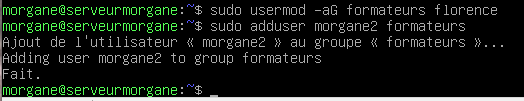 morgane@serveurmorgane:~$ sudo usermod -aG formateurs florence
morgane@serveurmorgane:~$ sudo adduser morgane2 formateurs
Ajout de l'utilisateur « morgane2 » au groupe « formateurs »...
Adding user morgane2 to group formateurs
Fait.
morgane@serveurmorgane:~$ _